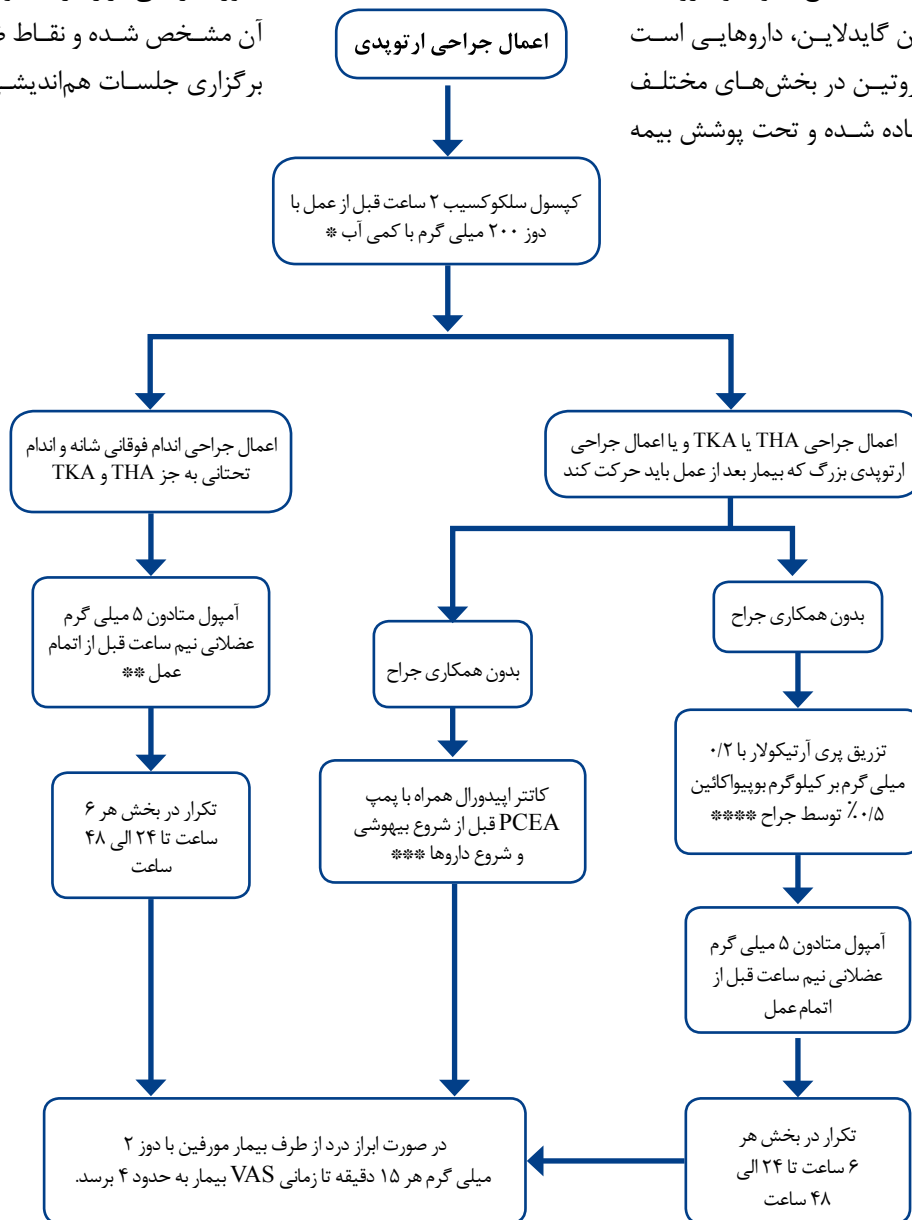 آن مشخص شده و نقاط
برگزاری جلسات هم‌اندیشی
ن گایدلاین، داروهایی است
روتین در بخش‌های مختلف
اده شده و تحت پوشش بیمه
اعمال جراحی ارتوپدی
کپسول سلکوکسیب ۲ ساعت قبل از عمل با
دوز ۲۰۰ میلی گرم با کمی آب *
اعمال جراحی THA یا TKA و یا اعمال جراحی
ارتوپدی بزرگ که بیمار بعد از عمل باید حرکت کند
اعمال جراحی اندام فوقانی شانه و اندام
تحتانی به جز THA و TKA
بدون همکاری جراح
تزریق پری آرتیکولار با ۰/۲
میلی گرم بر کیلوگرم بوپیواکائین
۰/۵٪ توسط جراح ****
آمپول متادون ۵ میلی گرم
عضلانی نیم ساعت قبل از
اتمام عمل
تکرار در بخش هر
۶ ساعت تا ۲۴ الی
۴۸ ساعت
بدون همکاری جراح
کاتتر اپیدورال همراه با پمپ
PCEA قبل از شروع بیهوشی
و شروع داروها ***
آمپول متادون ۵ میلی گرم
عضلانی نیم ساعت قبل از اتمام
عمل **
تکرار در بخش هر ۶
ساعت تا ۲۴ الی ۴۸
ساعت
در صورت ابراز درد از طرف بیمار مورفین با دوز ۲
میلی گرم هر ۱۵ دقیقه تا زمانی VAS بیمار به حدود ۴ برسد.